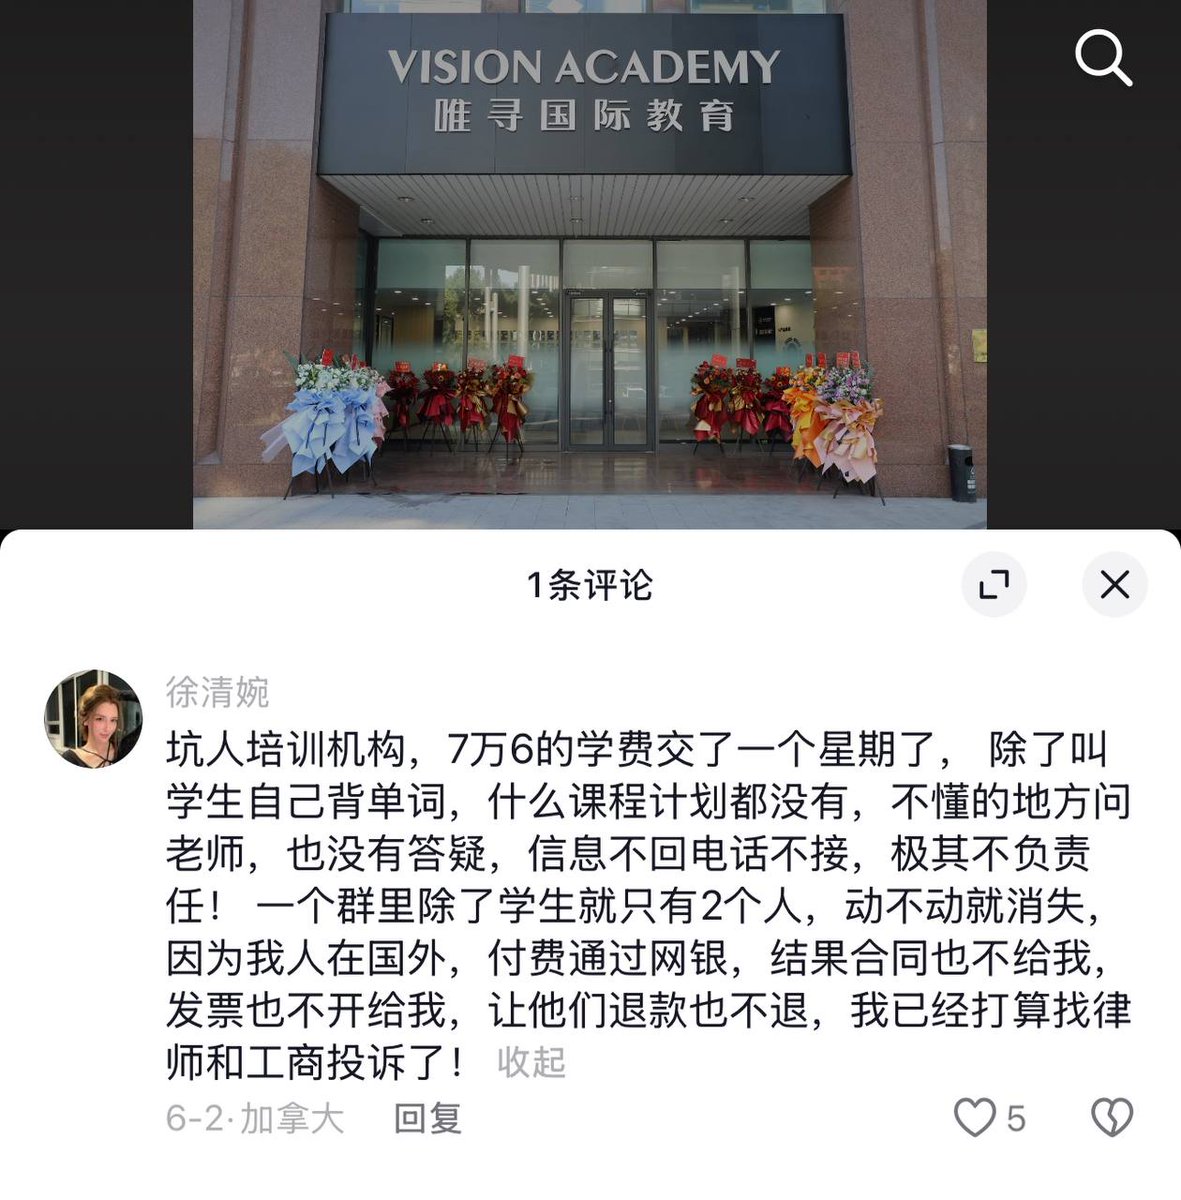 VISION ACADEMY
唯寻国际教育
1条评论
徐清婉
坑人培训机构，7万6的学费交了一个星期了， 除了叫
学生自己背单词，什么课程计划都没有，不懂的地方问
老师，也没有答疑，信息不回电话不接，极其不负责
任！ 一个群里除了学生就只有2个人，动不动就消失，
因为我人在国外，付费通过网银，结果合同也不给我，
发票也不开给我，让他们退款也不退，我已经打算找律
师和工商投诉了！ 收起
6-2·加拿大 回复 5